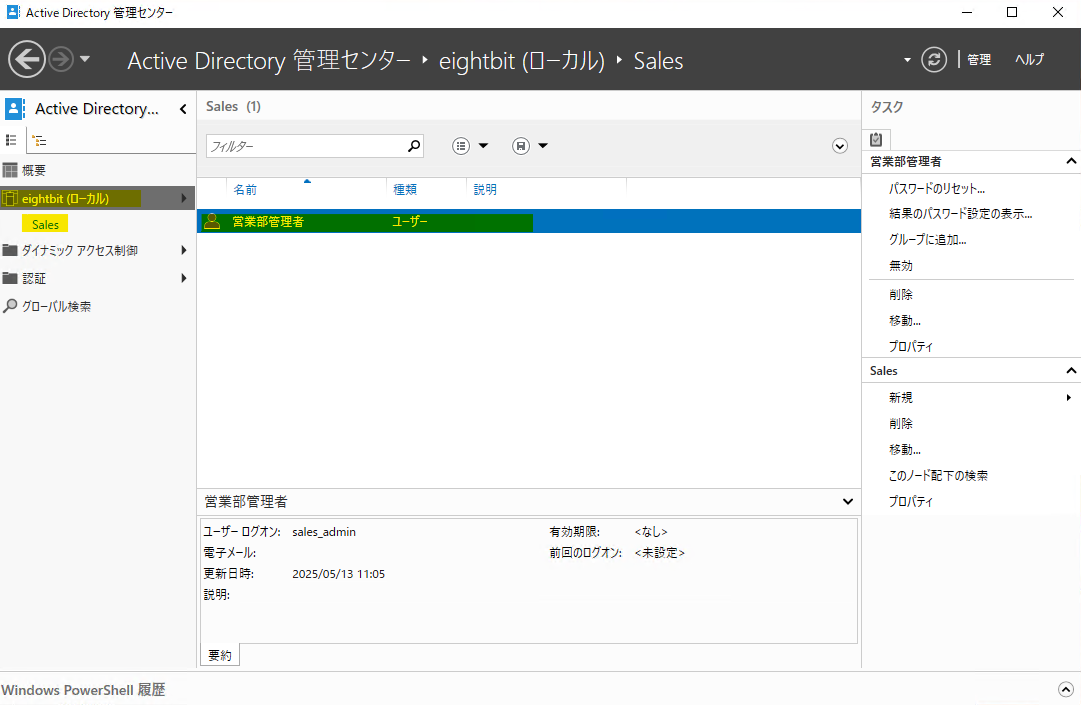 Active Directory 管理センター
Active Directory 管理センター ‣ eightbit (ローカル) ‣ Sales
管理
ヘルプ
Active Directory...
概要
eightbit (ローカル)
Sales
ダイナミック アクセス制御
認証
グローバル検索
Sales (1)
フィルター
名前 種類 説明
営業部管理者 ユーザー
営業部管理者
ユーザー ログオン: sales_admin
電子メール:
更新日時: 2025/05/13 11:05
説明:
有効期限: <なし>
前回のログオン: <未設定>
要約
タスク
営業部管理者
パスワードのリセット...
結果のパスワード設定の表示...
グループに追加...
無効
削除
移動...
プロパティ
Sales
新規
削除
移動...
このノード配下の検索
プロパティ
Windows PowerShell 履歴